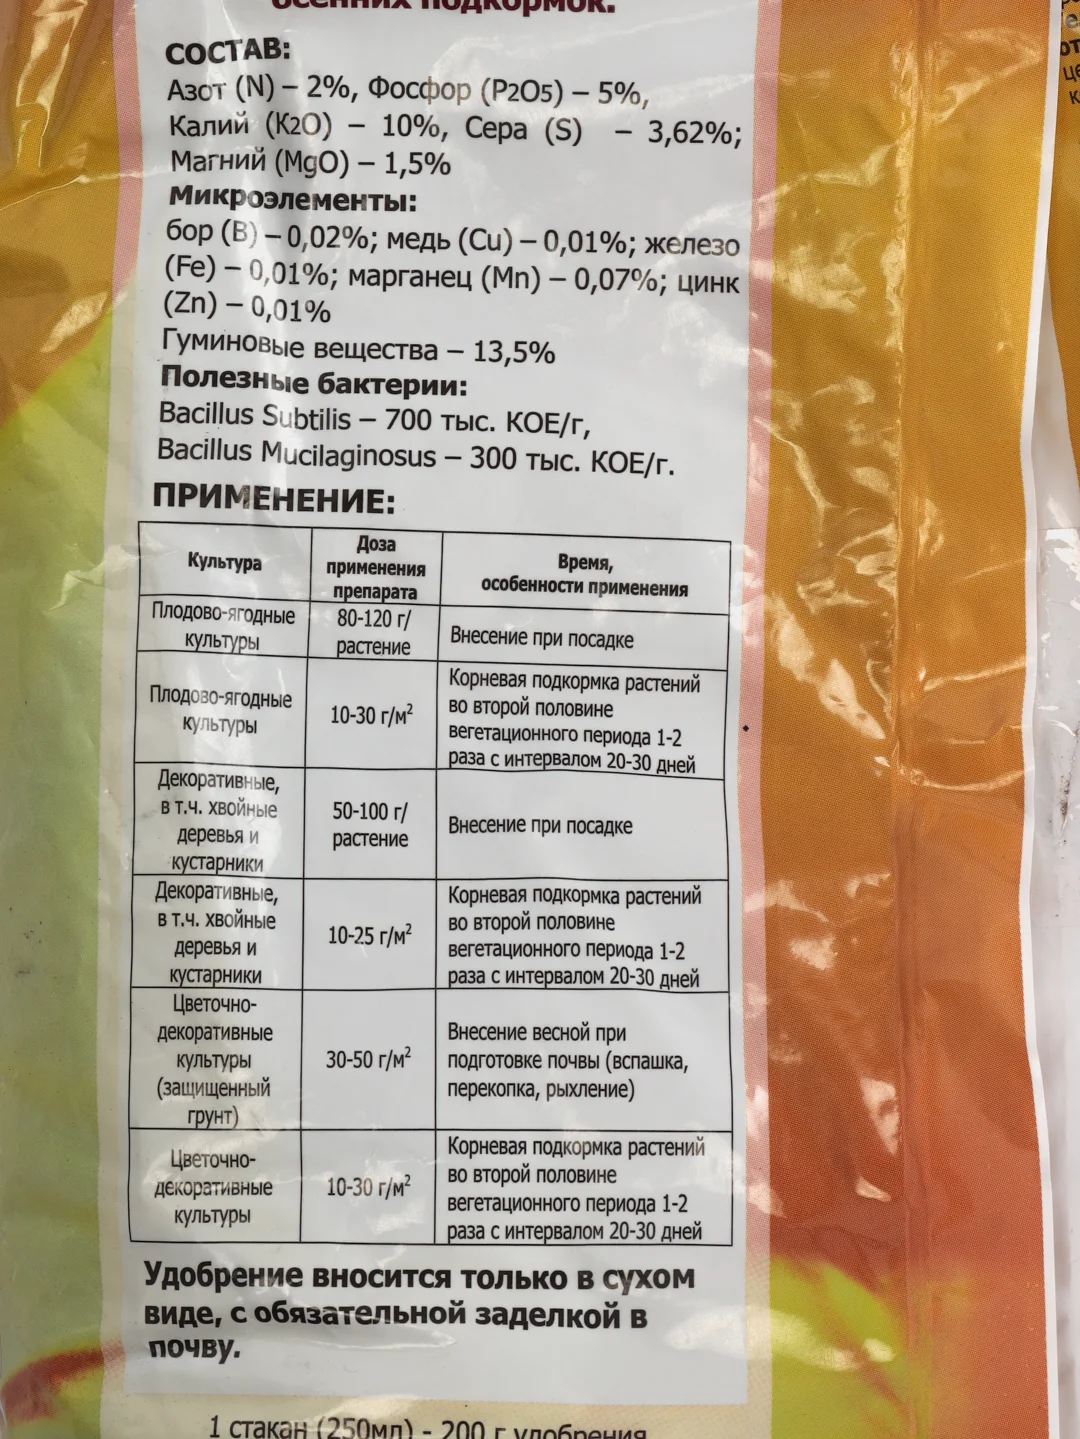 осенних подкормок.
СОСТАВ:
Азот (N) – 2%, Фосфор (P2O5) – 5%,
Калий (K2O) – 10%, Сера (S) – 3,62%;
Магний (MgO) – 1,5%
Микроэлементы:
бор (B) – 0,02%; медь (Cu) – 0,01%; железо
(Fe) – 0,01%; марганец (Mn) – 0,07%; цинк
(Zn) – 0,01%
Гуминовые вещества – 13,5%
Полезные бактерии:
Bacillus Subtilis – 700 тыс. КОЕ/г,
Bacillus Mucilaginosus – 300 тыс. КОЕ/г.
ПРИМЕНЕНИЕ:
Культура
Доза
применения
препарата
Время,
особенности применения
Плодово-ягодные
культуры
80-120 г/
растение
Внесение при посадке
Плодово-ягодные
культуры
10-30 г/м²
Корневая подкормка растений
во второй половине
вегетационного периода 1-2
раза с интервалом 20-30 дней
Декоративные,
в т.ч. хвойные
деревья и
кустарники
50-100 г/
растение
Внесение при посадке
Декоративные,
в т.ч. хвойные
деревья и
кустарники
10-25 г/м²
Корневая подкормка растений
во второй половине
вегетационного периода 1-2
раза с интервалом 20-30 дней
Цветочно-
декоративные
культуры
(защищенный
грунт)
30-50 г/м²
Внесение весной при
подготовке почвы (вспашка,
перекопка, рыхление)
Цветочно-
декоративные
культуры
10-30 г/м²
Корневая подкормка растений
во второй половине
вегетационного периода 1-2
раза с интервалом 20-30 дней
Удобрение вносится только в сухом
виде, с обязательной заделкой в
почву.
1 стакан (250мл) - 200 г удобрения